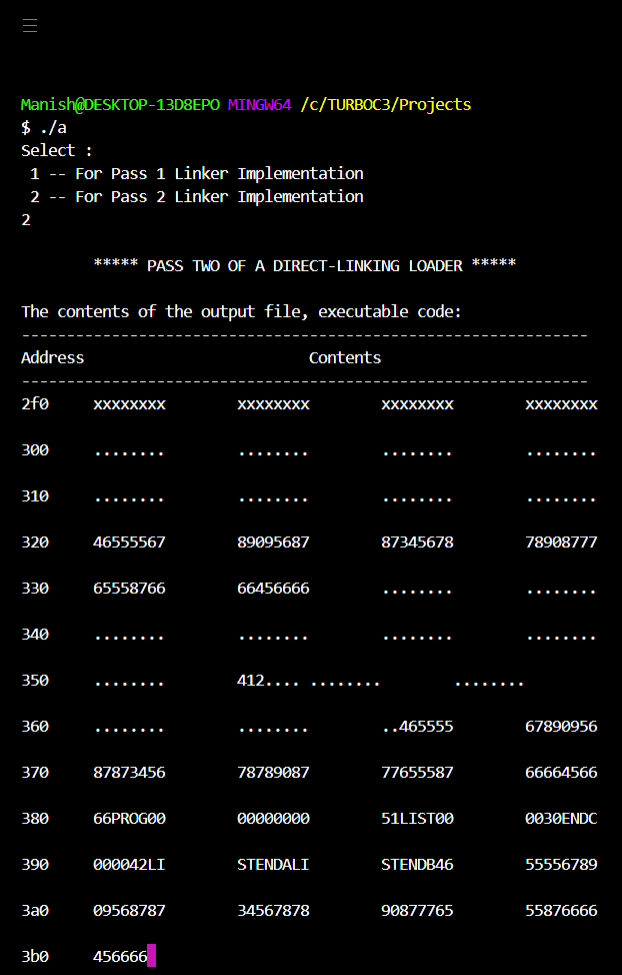 Manish@DESKTOP-13D8EPO MINGW64 /c/TURBOC3/Projects
$ ./a
Select :
 1 -- For Pass 1 Linker Implementation
 2 -- For Pass 2 Linker Implementation
2
        ***** PASS TWO OF A DIRECT-LINKING LOADER *****
The contents of the output file, executable code:
---------------------------------------------------------------
Address                         Contents
---------------------------------------------------------------
2f0     xxxxxxxx        xxxxxxxx        xxxxxxxx        xxxxxxxx
300     ........        ........        ........        ........
310     ........        ........        ........        ........
320     46555567        89095687        87345678        78908777
330     65558766        66456666        ........        ........
340     ........        ........        ........        ........
350     ........        412.... ........        ........
360     ........        ........        ..465555        67890956
370     87873456        78789087        77655587        66664566
380     66PROG00        00000000        51LIST00        0030ENDC
390     000042LI        STENDALI        STENDB46        55556789
3a0     09568787        34567878        90877765        55876666
3b0     456666